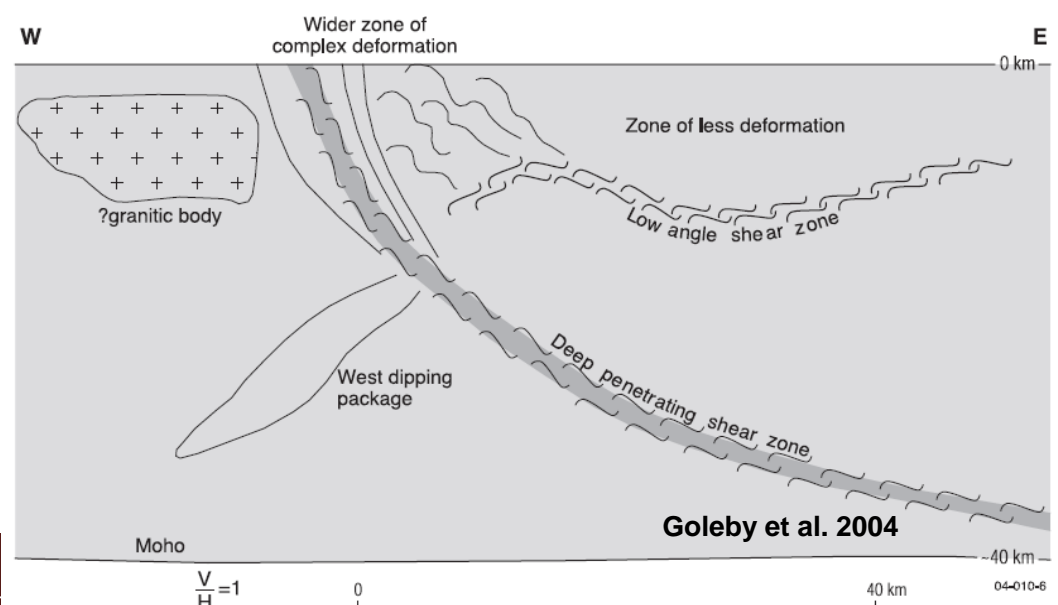 Wider zone of
complex deformation
W
E
0 km
Zone of less deformation
?granitic body
Low angle shear zone
Deep penetrating shear zone
West dipping
package
Goleby et al. 2004
Moho
~40 km
V
H
=1
0
40 km
04-010-6